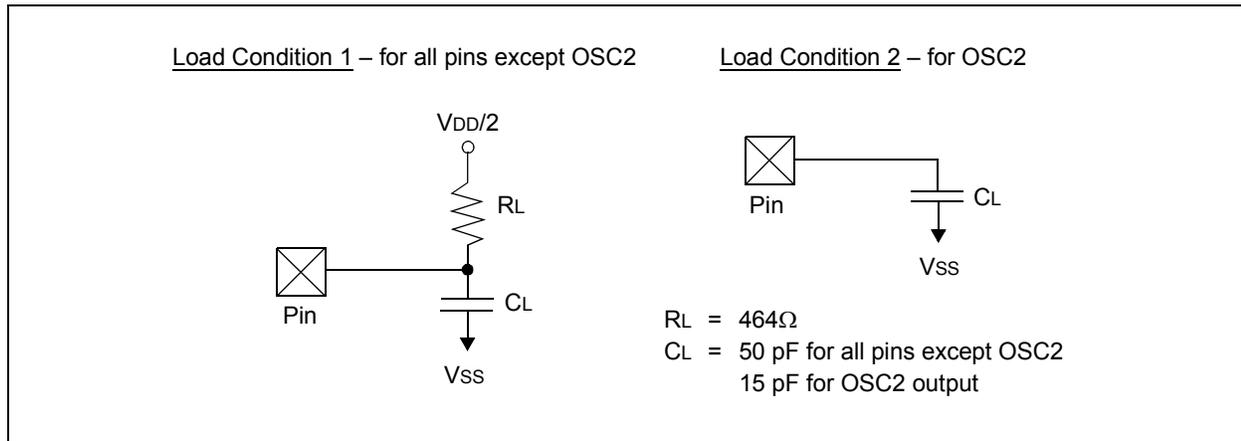 Load Condition 1 – for all pins except OSC2
Load Condition 2 – for OSC2
VDD/2
RL
Pin
CL
VSS
Pin
CL
VSS
RL = 464Ω
CL = 50 pF for all pins except OSC2
15 pF for OSC2 output